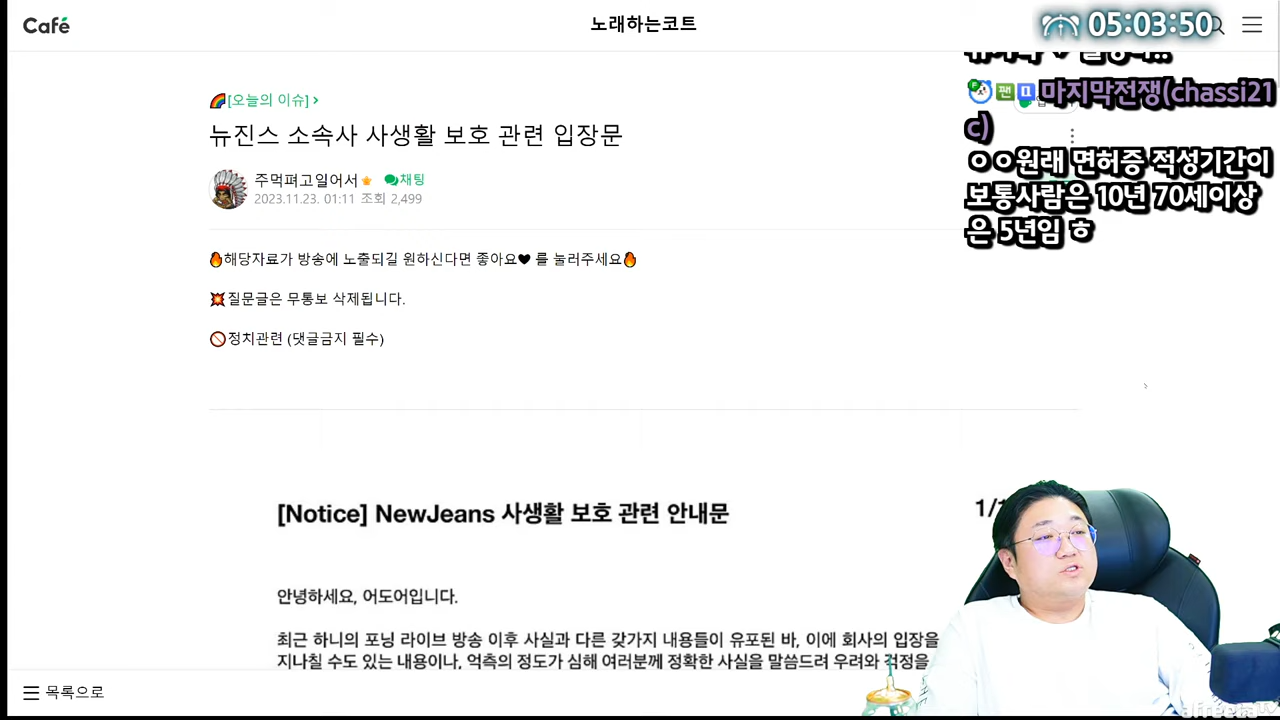 Café
노래하는코트
05:03:50
🌈[오늘의 이슈] >
뉴진스 소속사 사생활 보호 관련 입장문
주먹펴고일어서
채팅
2023.11.23. 01:11 조회 2,499
팬
마지막전쟁(chassi21
c)
ㅇㅇ원래 면허증 적성기간이
보통사람은 10년 70세이상
은 5년임 ㅎ
🔥해당자료가 방송에 노출되길 원하신다면 좋아요♥ 를 눌러주세요🔥
💥질문글은 무통보 삭제됩니다.
🚫정치관련 (댓글금지 필수)
[Notice] NewJeans 사생활 보호 관련 안내문
안녕하세요, 어도어입니다.
최근 하니의 포닝 라이브 방송 이후 사실과 다른 갖가지 내용들이 유포된 바, 이에 회사의 입장을
지나칠 수도 있는 내용이나, 억측의 정도가 심해 여러분께 정확한 사실을 말씀드려 우려와 걱정을
목록으로
afreecaTV